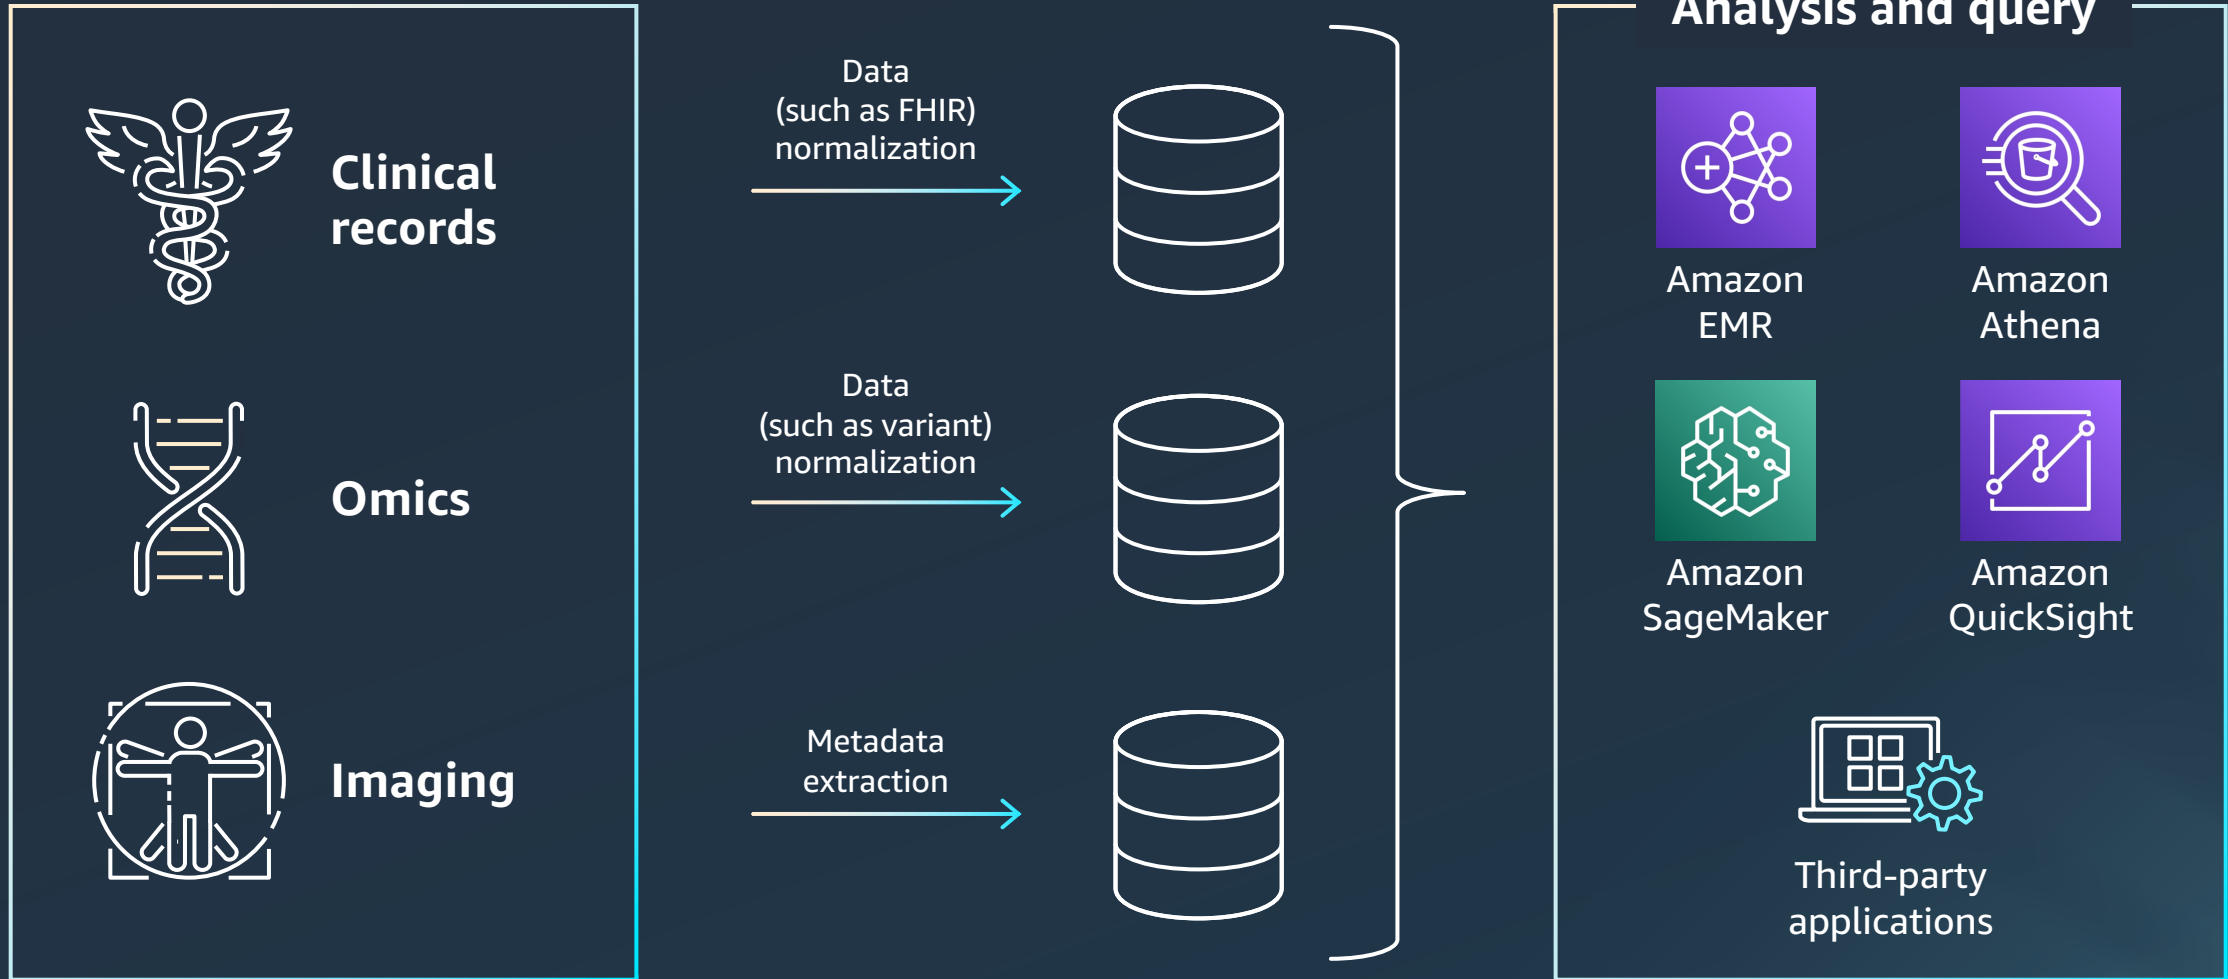 Clinical
records
Data
(such as FHIR)
normalization
Omics
Data
(such as variant)
normalization
Imaging
Metadata
extraction
Analysis and query
Amazon
EMR
Amazon
Athena
Amazon
SageMaker
Amazon
QuickSight
Third-party
applications